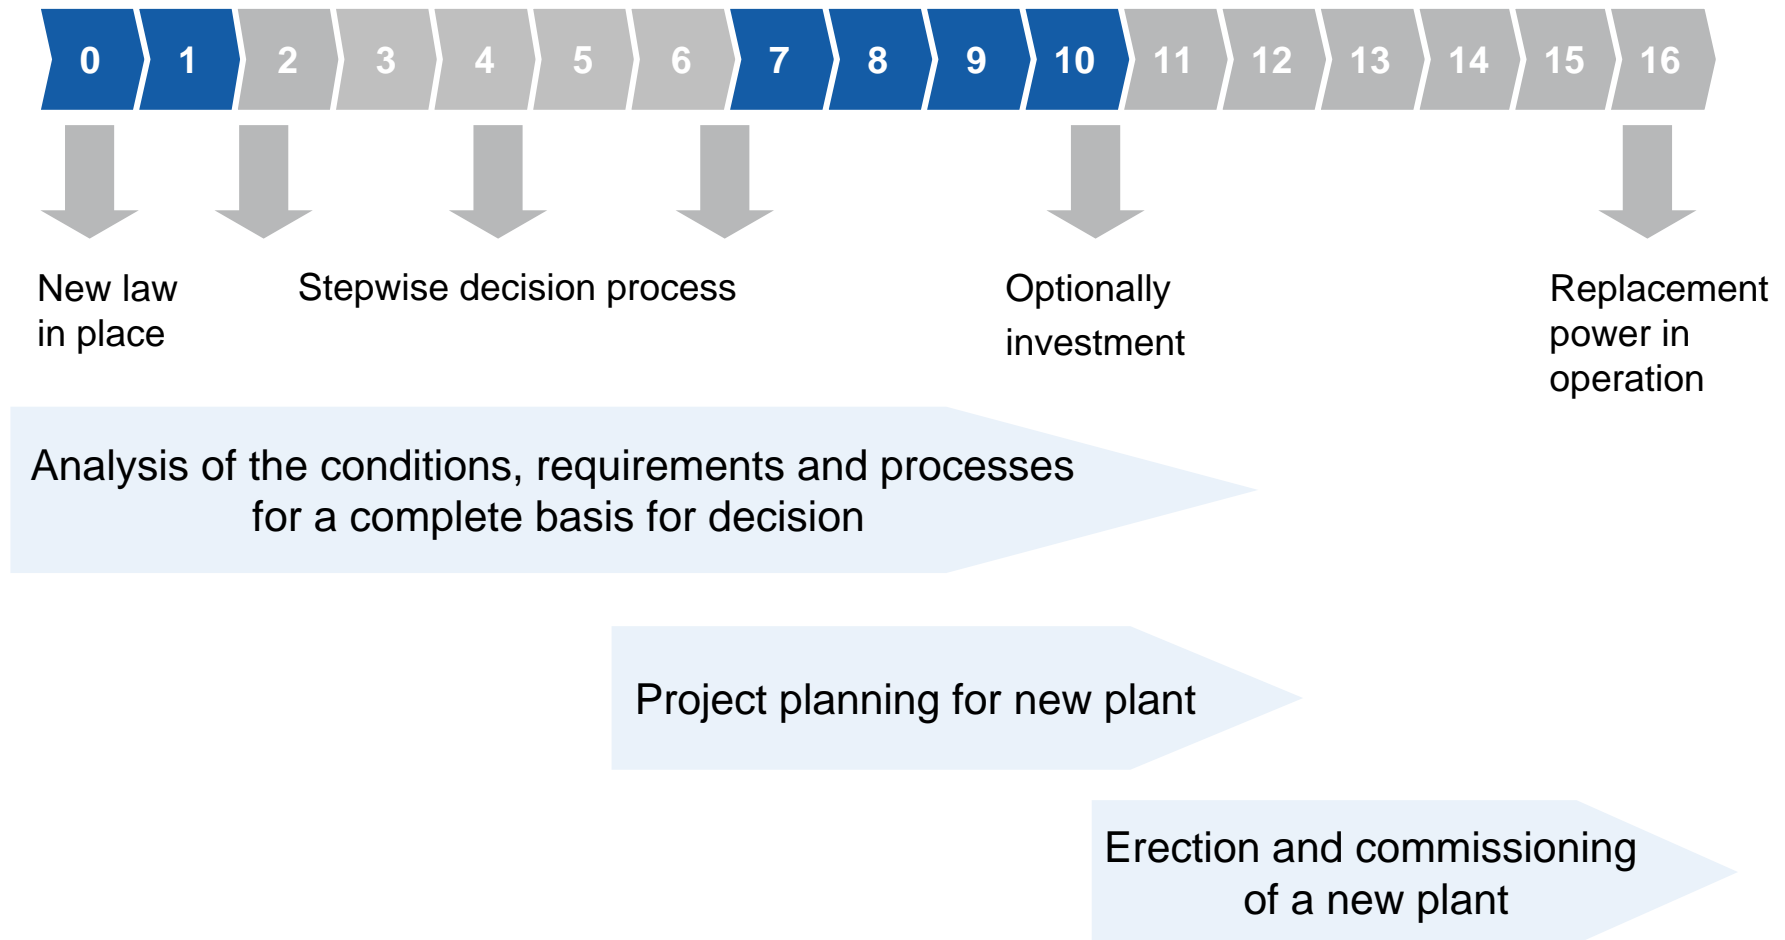 0 1 2 3 4 5 6 7 8 9 10 11 12 13 14 15 16
New law
in place
Stepwise decision process
Optionally
investment
Replacement
power in
operation
Analysis of the conditions, requirements and processes
for a complete basis for decision
Project planning for new plant
Erection and commissioning
of a new plant